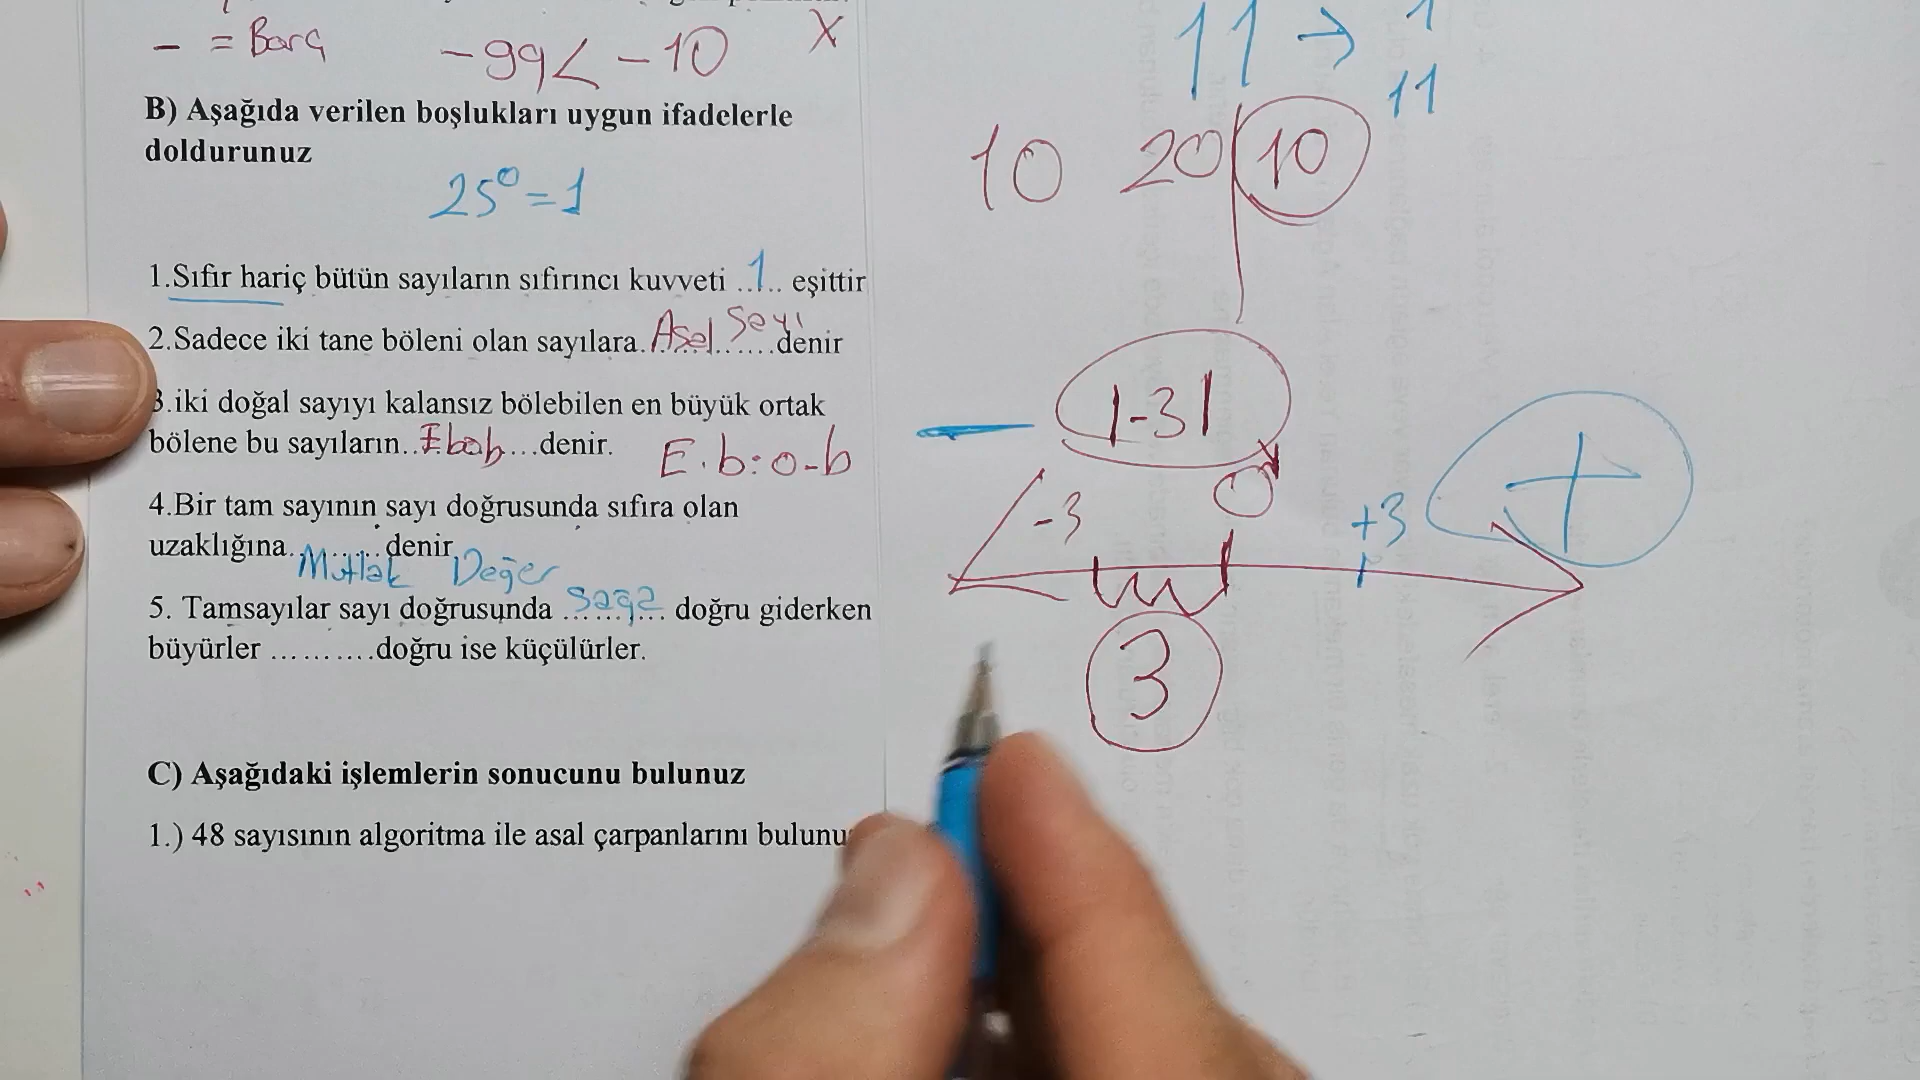 - = Borç
-99 < -10 X
B) Aşağıda verilen boşlukları uygun ifadelerle
doldurunuz
25⁰=1
1.Sıfır hariç bütün sayıların sıfırıncı kuvveti ..1.. eşittir
2.Sadece iki tane böleni olan sayılara.Asal Sayı...denir
3.iki doğal sayıyı kalansız bölebilen en büyük ortak
bölene bu sayıların..Ebob...denir.
E.b.o.b
4.Bir tam sayının sayı doğrusunda sıfıra olan
uzaklığına.......... denir.
Mutlak Değer
5. Tamsayılar sayı doğrusunda ..sağa.. doğru giderken
büyürler ..........doğru ise küçülürler.
C) Aşağıdaki işlemlerin sonucunu bulunuz
1.) 48 sayısının algoritma ile asal çarpanlarını
11 → 1
11
10 20 10
- |-3| +
-3 0 +3
3